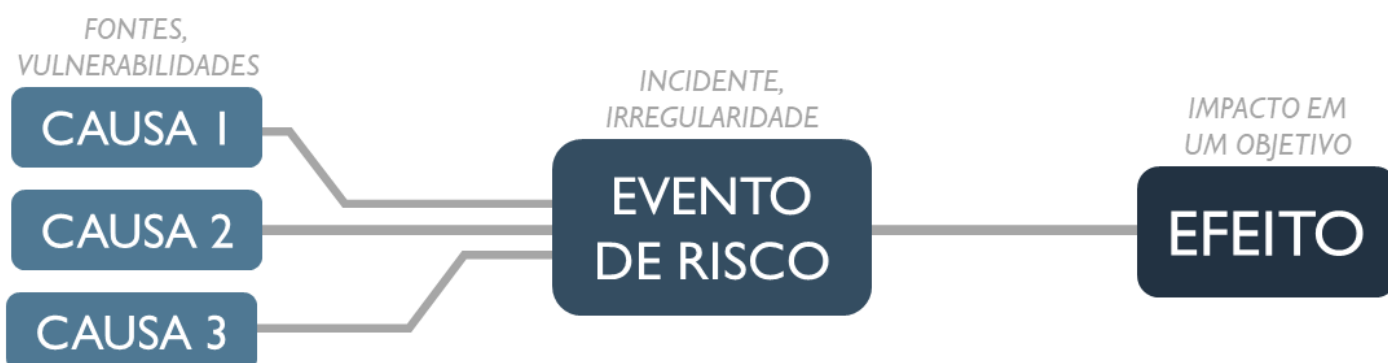 FONTES,
VULNERABILIDADES
CAUSA 1
CAUSA 2
CAUSA 3
INCIDENTE,
IRREGULARIDADE
EVENTO
DE RISCO
IMPACTO EM
UM OBJETIVO
EFEITO